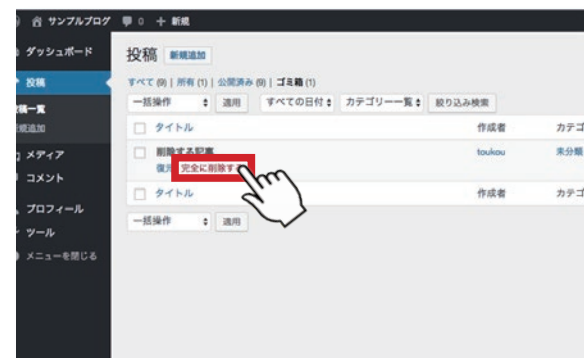 サンプルブログ 0 + 新規
ダッシュボード
投稿
投稿一覧
新規追加
メディア
コメント
プロフィール
ツール
メニューを閉じる
投稿 新規追加
すべて (9) | 所有 (1) | 公開済み (9) | ゴミ箱 (1)
一括操作 適用 すべての日付 カテゴリー一覧 絞り込み検索
タイトル 作成者 カテゴ
削除する記事 toukou 未分類
復元 完全に削除する
タイトル 作成者 カテゴ
一括操作 適用